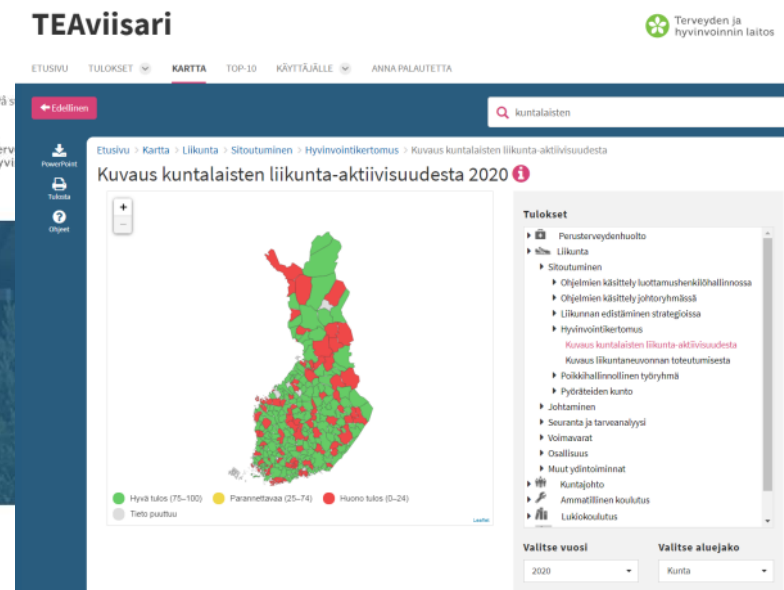 TEAviisari
Terveyden ja
hyvinvoinnin laitos
ETUSIVU TULOKSET KARTTA TOP-10 KÄYTTÄJÄLLE ANNA PALAUTETTA
Edellinen
kuntalaisten
PowerPoint
Tulosta
Ohjeet
Etusivu > Kartta > Liikunta > Sitoutuminen > Hyvinvointikertomus > Kuvaus kuntalaisten liikunta-aktiivisuudesta
Kuvaus kuntalaisten liikunta-aktiivisuudesta 2020
+
−
Hyvä tulos (75–100) Parannettavaa (25–74) Huono tulos (0–24)
Tieto puuttuu
Leaflet
Tulokset
Perusterveydenhuolto
Liikunta
Sitoutuminen
Ohjelmien käsittely luottamushenkilöhallinnossa
Ohjelmien käsittely johtoryhmässä
Liikunnan edistäminen strategioissa
Hyvinvointikertomus
Kuvaus kuntalaisten liikunta-aktiivisuudesta
Kuvaus liikuntaneuvonnan toteutumisesta
Poikkihallinnollinen työryhmä
Pyöräteiden kunto
Johtaminen
Seuranta ja tarveanalyysi
Voimavarat
Osallisuus
Muut ydintoiminnat
Kuntajohto
Ammatillinen koulutus
Lukiokoulutus
Valitse vuosi Valitse aluejako
2020 Kunta